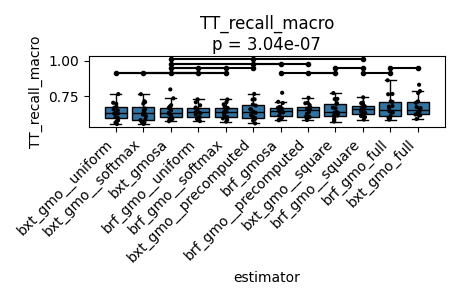 TT_recall_macro
p = 3.04e-07
TT_recall_macro
1.00
0.75
bxt_gmo__uniform
bxt_gmo__softmax
bxt_gmosa
brf_gmo__uniform
brf_gmo__softmax
bxt_gmo__precomputed
brf_gmosa
brf_gmo__precomputed
bxt_gmo__square
brf_gmo__square
brf_gmo_full
bxt_gmo_full
estimator